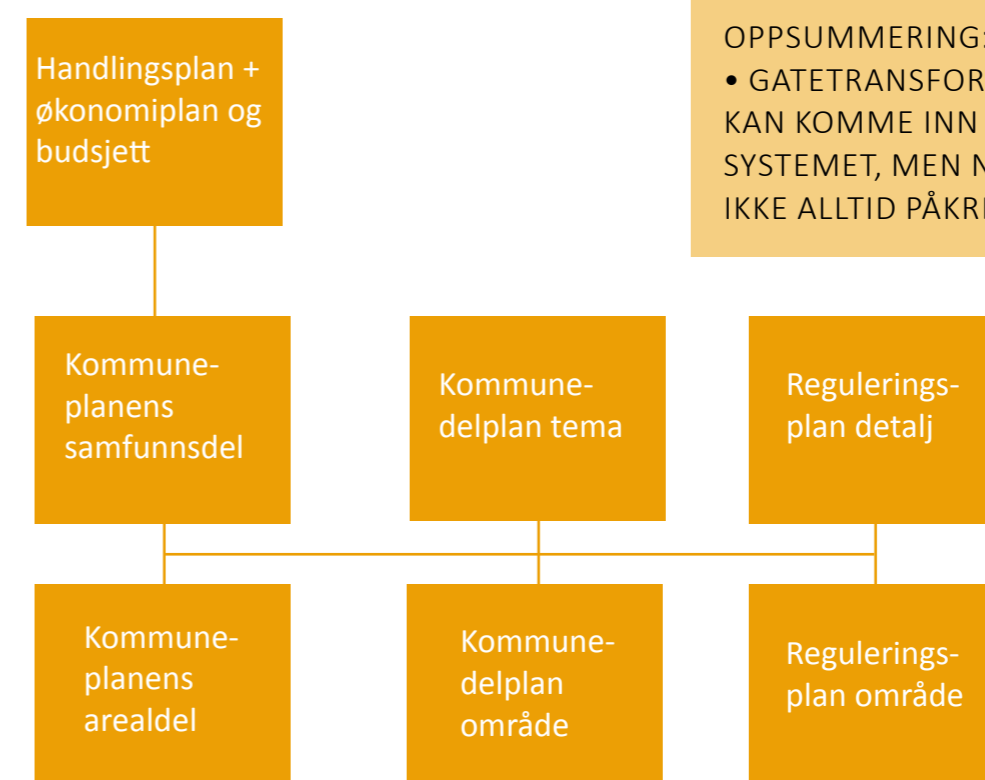 Handlingsplan +
økonomiplan og
budsjett
OPPSUMMERING:
• GATETRANSFOR
KAN KOMME INN
SYSTEMET, MEN
IKKE ALLTID
Kommune-
planens
samfunnsdel
Kommune-
delplan tema
Regulerings-
plan detalj
Kommune-
planens
arealdel
Kommune-
delplan
område
Regulerings-
plan område